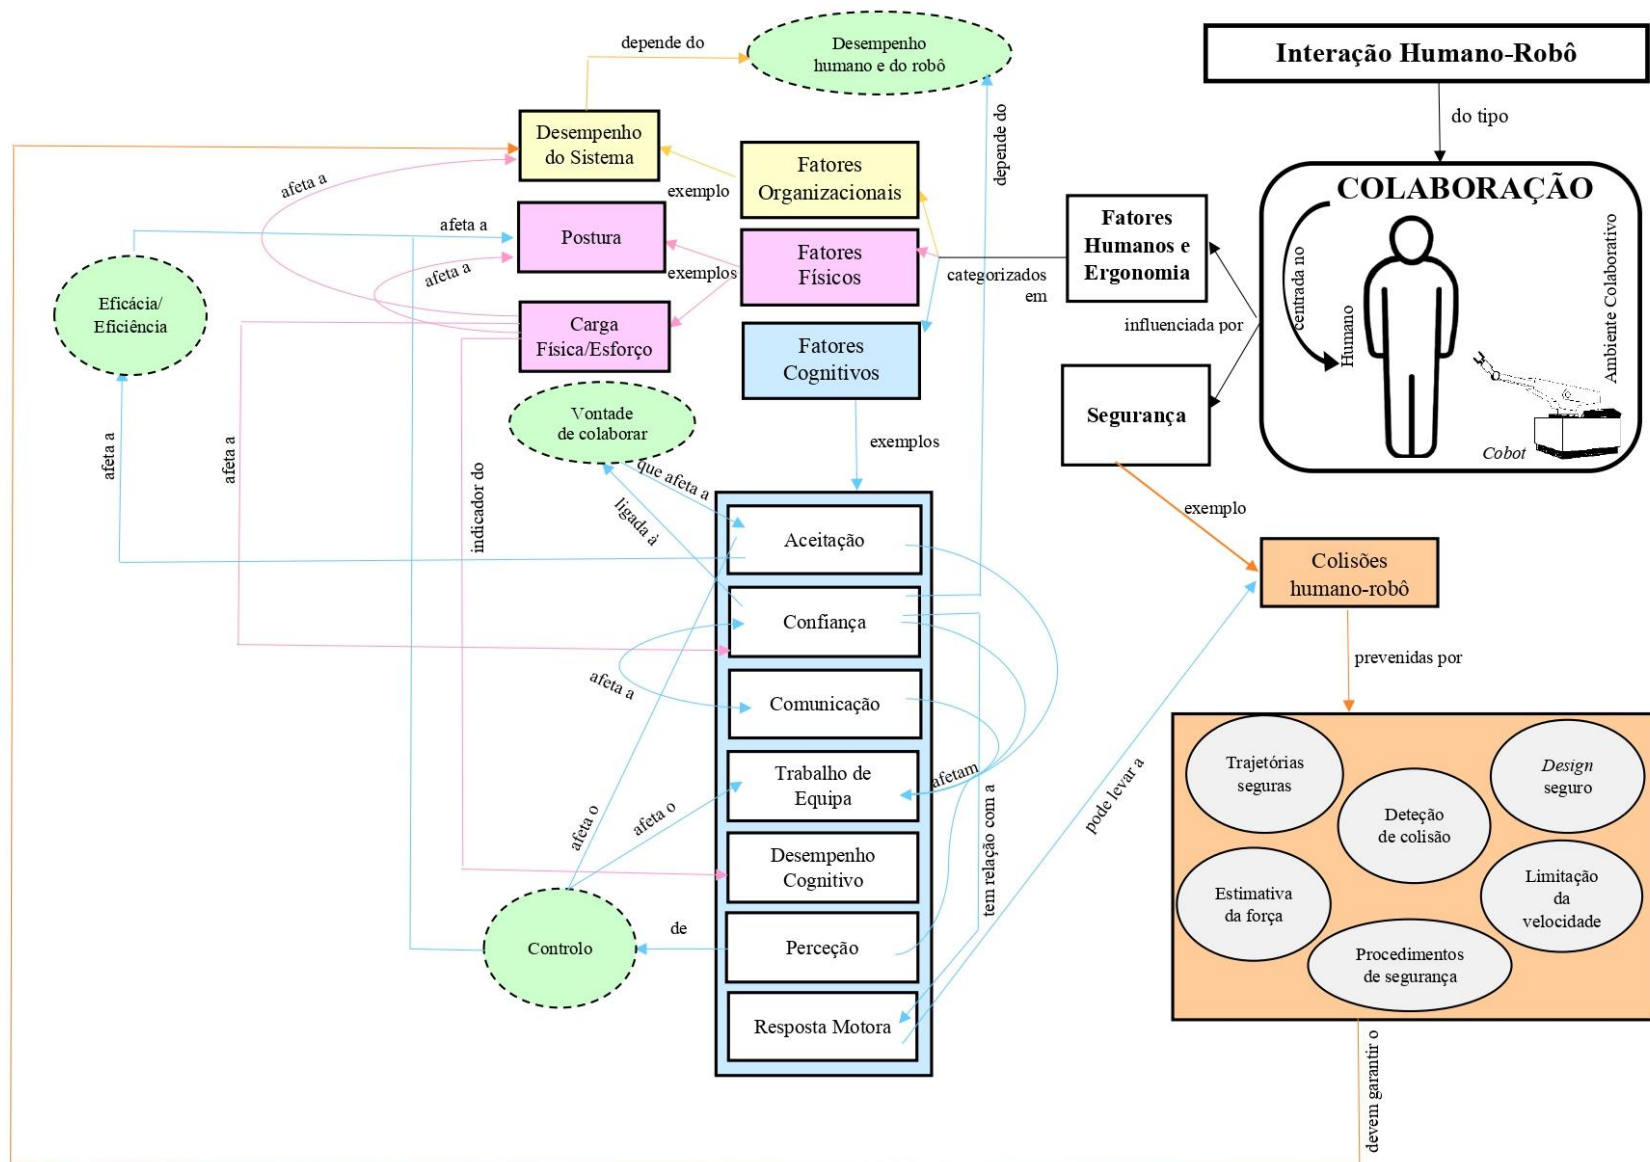 Interação Humano-Robô
do tipo
COLABORAÇÃO
centrada no
Humano
Ambiente Colaborativo
Cobot
influenciada por
Fatores
Humanos e
Ergonomia
Segurança
categorizados
em
Fatores
Organizacionais
exemplo
Desempenho
do Sistema
depende do
Desempenho
humano e do robô
depende do
Fatores
Físicos
exemplos
Postura
Carga
Física/Esforço
afeta a
afeta a
afeta a
Eficácia/
Eficiência
afeta a
afeta a
indicador do
Fatores
Cognitivos
exemplos
Vontade
de colaborar
que afeta a
ligada à
Aceitação
Confiança
Comunicação
Trabalho de
Equipa
Desempenho
Cognitivo
Perceção
Resposta Motora
afeta a
afetam
afeta o
afeta o
de
Controlo
tem relação com a
pode levar a
exemplo
Colisões
humano-robô
prevenidas por
Trajetórias
seguras
Design
seguro
Deteção
de colisão
Estimativa
da força
Limitação
da
velocidade
Procedimentos
de segurança
devem garantir o